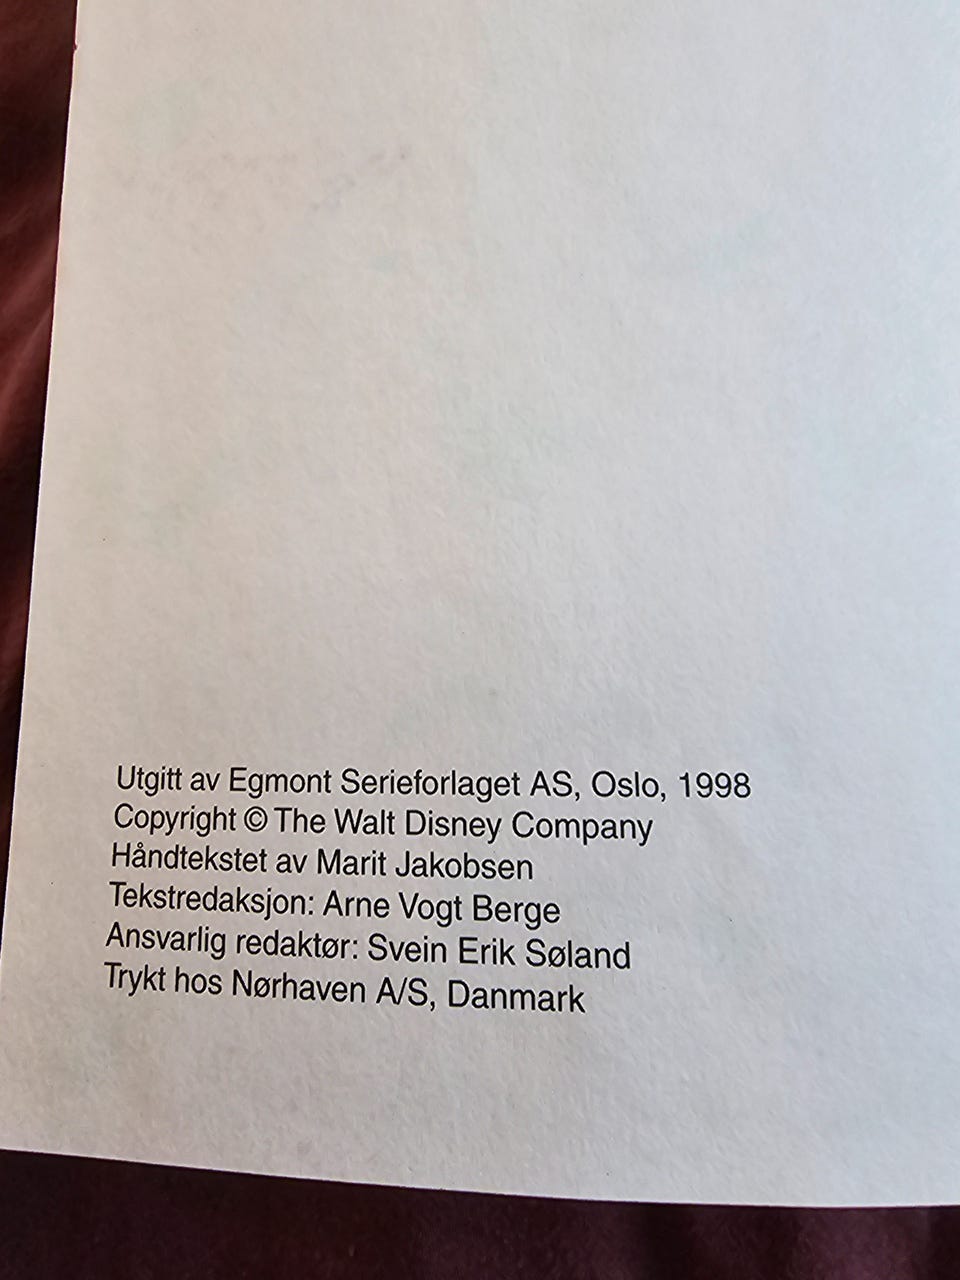 Utgitt av Egmont Serieforlaget AS, Oslo, 1998
Copyright © The Walt Disney Company
Håndtekstet av Marit Jakobsen
Tekstredaksjon: Arne Vogt Berge
Ansvarlig redaktør: Svein Erik Søland
Trykt hos Nørhaven A/S, Danmark